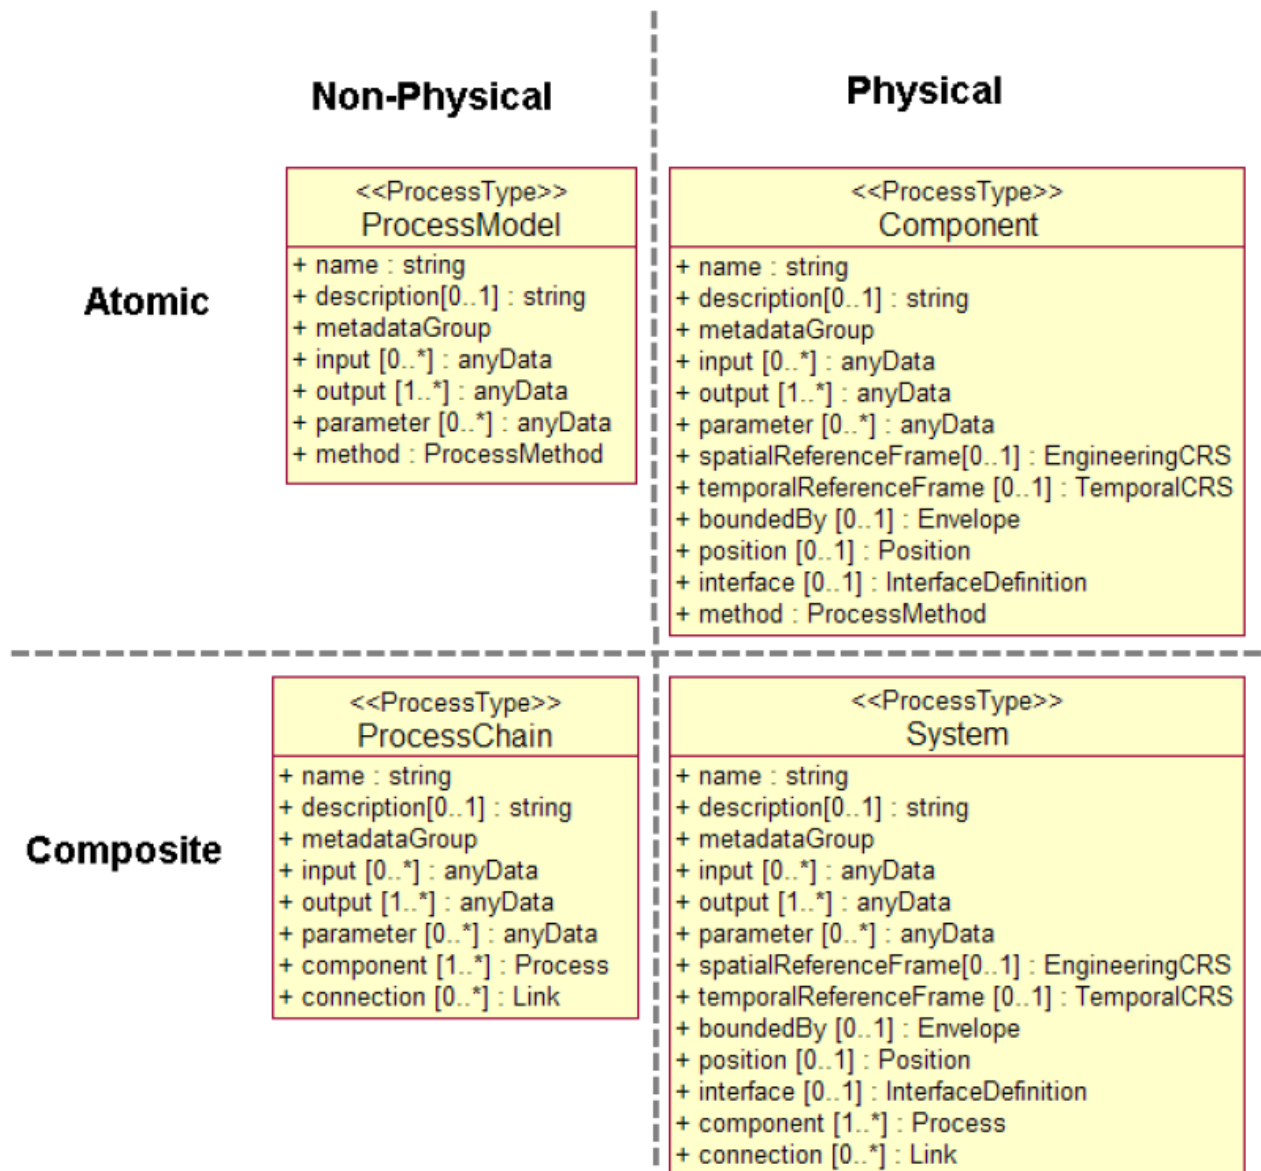 Non-Physical
Physical
Atomic
<<ProcessType>>
ProcessModel
+ name : string
+ description[0..1] : string
+ metadataGroup
+ input [0..*] : anyData
+ output [1..*] : anyData
+ parameter [0..*] : anyData
+ method : ProcessMethod
<<ProcessType>>
Component
+ name : string
+ description[0..1] : string
+ metadataGroup
+ input [0..*] : anyData
+ output [1..*] : anyData
+ parameter [0..*] : anyData
+ spatialReferenceFrame[0..1] : EngineeringCRS
+ temporalReferenceFrame [0..1] : TemporalCRS
+ boundedBy [0..1] : Envelope
+ position [0..1] : Position
+ interface [0..1] : InterfaceDefinition
+ method : ProcessMethod
Composite
<<ProcessType>>
ProcessChain
+ name : string
+ description[0..1] : string
+ metadataGroup
+ input [0..*] : anyData
+ output [1..*] : anyData
+ parameter [0..*] : anyData
+ component [1..*] : Process
+ connection [0..*] : Link
<<ProcessType>>
System
+ name : string
+ description[0..1] : string
+ metadataGroup
+ input [0..*] : anyData
+ output [1..*] : anyData
+ parameter [0..*] : anyData
+ spatialReferenceFrame[0..1] : EngineeringCRS
+ temporalReferenceFrame [0..1] : TemporalCRS
+ boundedBy [0..1] : Envelope
+ position [0..1] : Position
+ interface [0..1] : InterfaceDefinition
+ component [1..*] : Process
+ connection [0..*] : Link